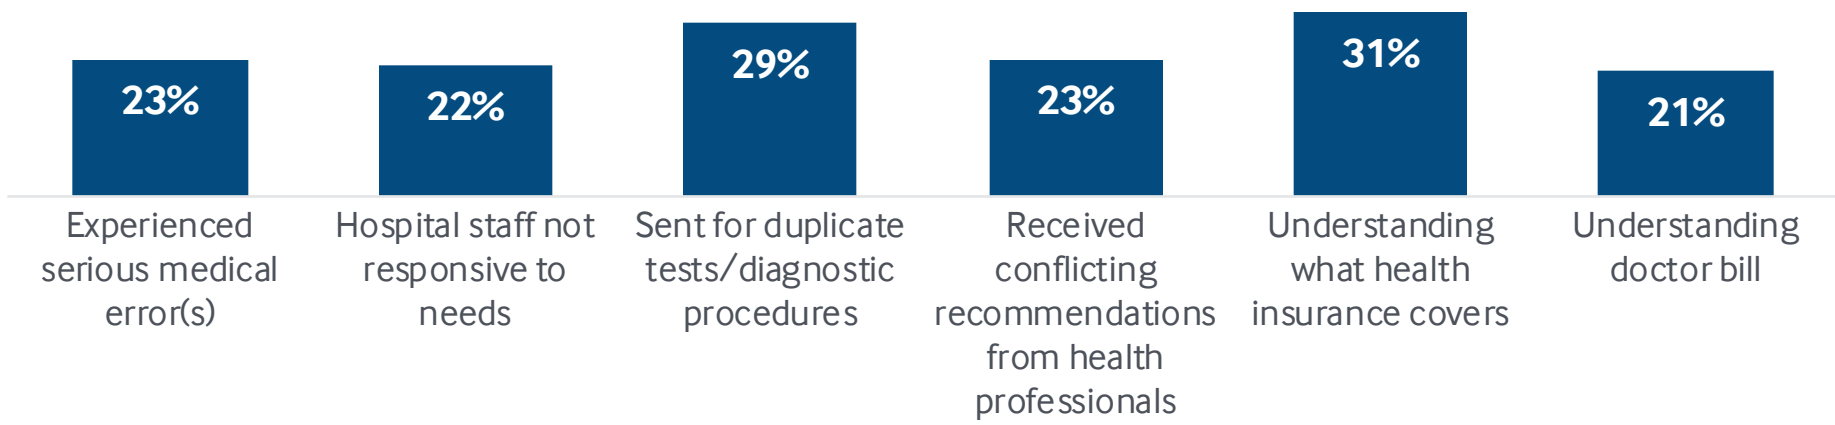 23%
22%
29%
23%
31%
21%
Experienced
serious medical
error(s)
Hospital staff not
responsive to
needs
Sent for duplicate
tests/diagnostic
procedures
Received
conflicting
recommendations
from health
professionals
Understanding
what health
insurance covers
Understanding
doctor bill